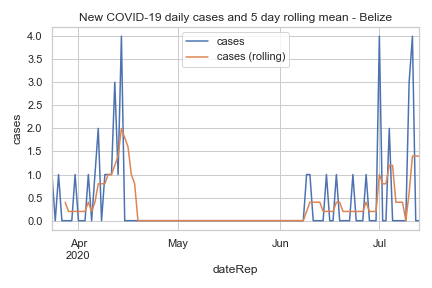 New COVID-19 daily cases and 5 day rolling mean - Belize
cases
cases (rolling)
4.0
3.5
3.0
2.5
2.0
1.5
1.0
0.5
0.0
cases
Apr
2020
May
Jun
Jul
dateRep